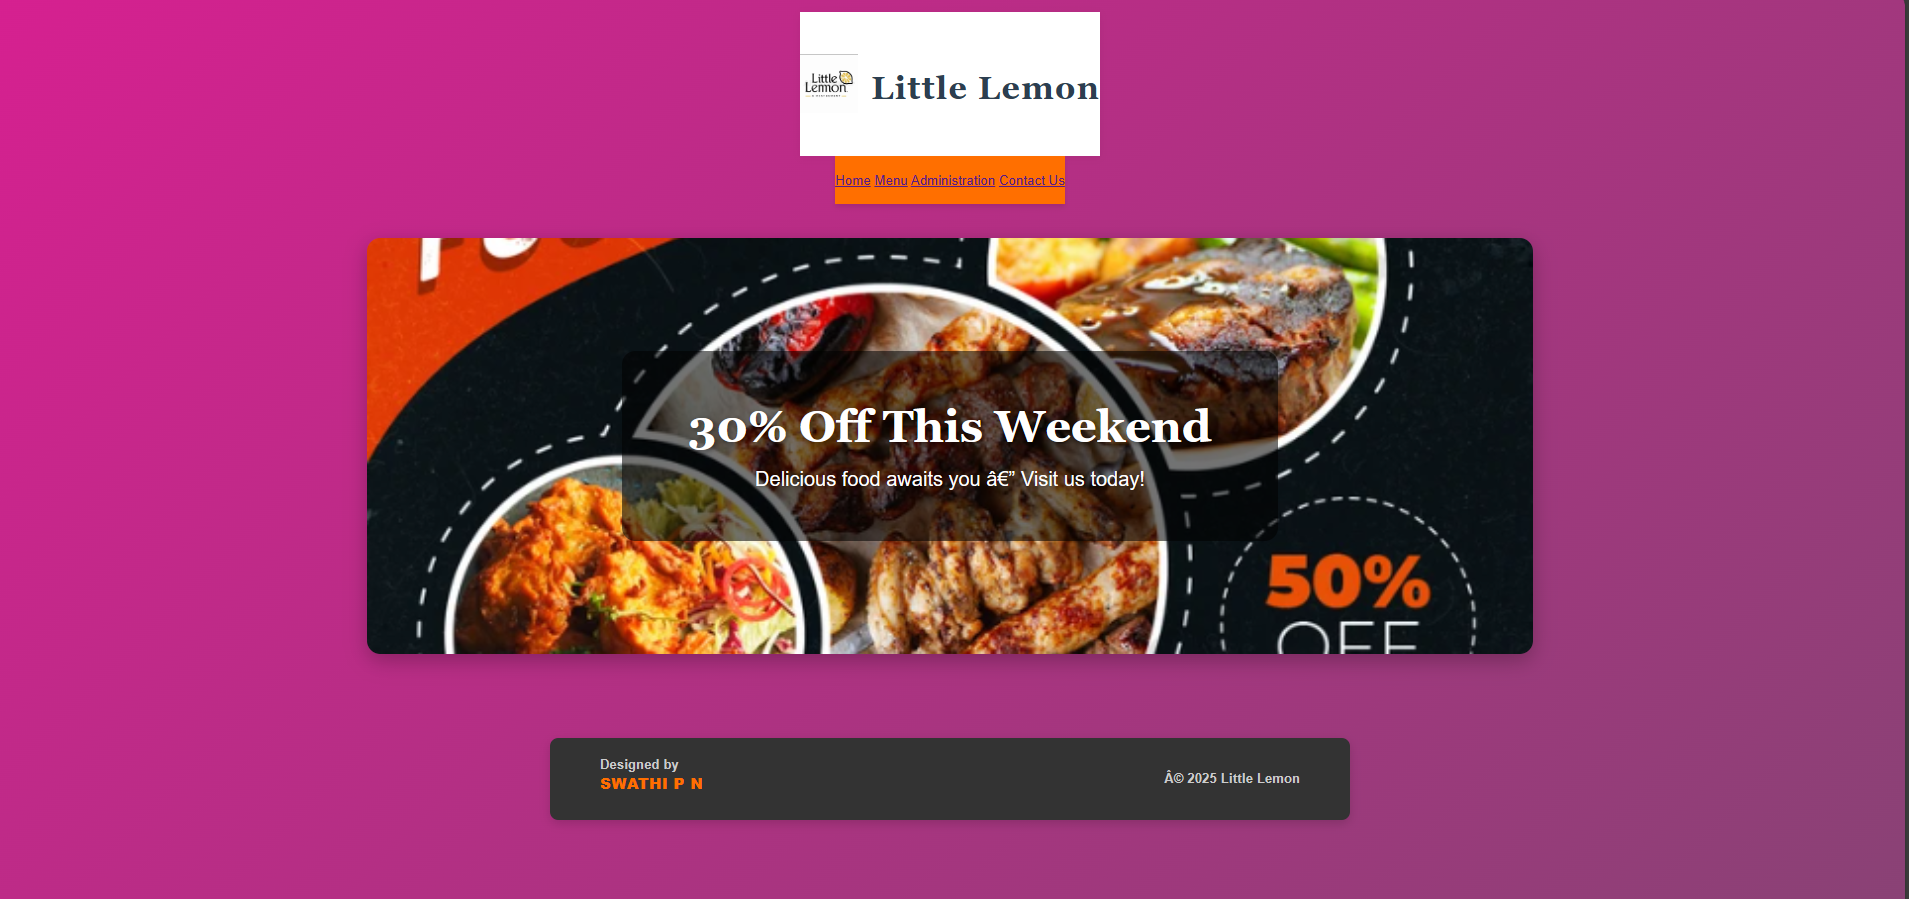 Little
Lemon
Little Lemon
Home Menu Administration Contact Us
30% Off This Weekend
Delicious food awaits you â€” Visit us today!
50%
OFF
Designed by
SWATHI P N
Â© 2025 Little Lemon